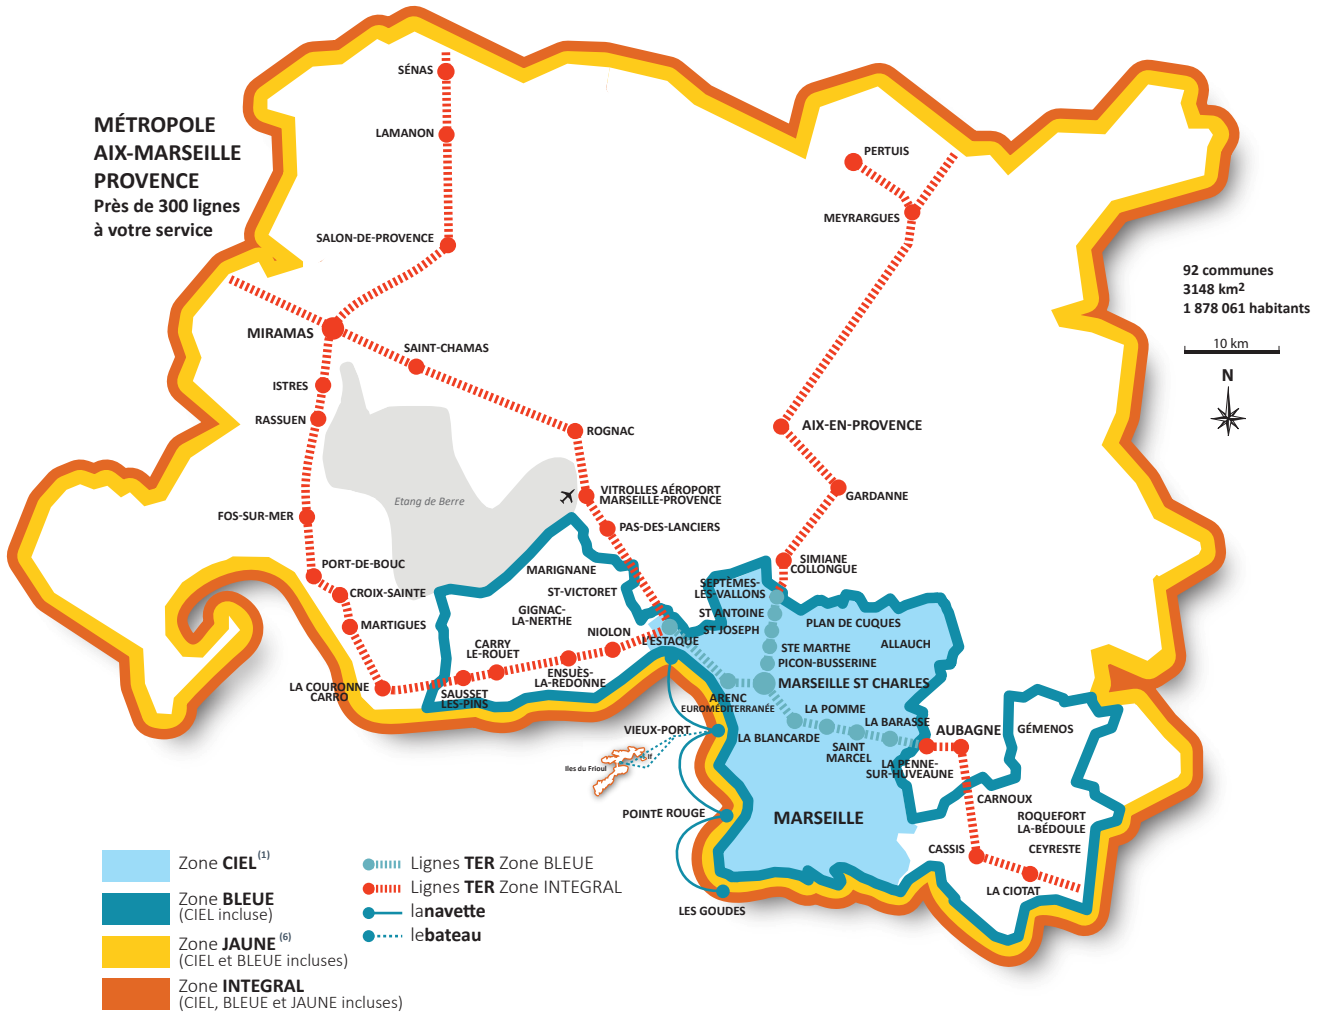 MÉTROPOLE
AIX-MARSEILLE
PROVENCE
Près de 300 lignes
à votre service
SÉNAS
LAMANON
SALON-DE-PROVENCE
MIRAMAS
SAINT-CHAMAS
ISTRES
RASSUEN
ROGNAC
Etang de Berre
VITROLLES AÉROPORT
MARSEILLE-PROVENCE
PAS-DES-LANCIERS
FOS-SUR-MER
PORT-DE-BOUC
CROIX-SAINTE
MARTIGUES
LA COURONNE
CARRO
MARIGNANE
ST-VICTORET
GIGNAC-
LA-NERTHE
CARRY
LE-ROUET
NIOLON
ENSUÈS-
LA-REDONNE
SAUSSET
LES-PINS
L'ESTAQUE
PERTUIS
MEYRARGUES
AIX-EN-PROVENCE
GARDANNE
SIMIANE
COLLONGUE
SEPTÈMES-
LES-VALLONS
ST ANTOINE
ST JOSEPH
PLAN DE CUQUES
ALLAUCH
STE MARTHE
PICON-BUSSERINE
MARSEILLE ST CHARLES
ARENC
EUROMÉDITERRANÉE
LA POMME
LA BARASSE
LA BLANCARDE
SAINT
MARCEL
LA PENNE-
SUR-HUVEAUNE
AUBAGNE
GÉMENOS
CARNOUX
ROQUEFORT
LA-BÉDOULE
CASSIS
CEYRESTE
LA CIOTAT
VIEUX-PORT
Iles du Frioul
POINTE ROUGE
MARSEILLE
LES GOUDES
92 communes
3148 km2
1 878 061 habitants
10 km
N
Zone CIEL (1)
Zone BLEUE
(CIEL incluse)
Zone JAUNE (6)
(CIEL et BLEUE incluses)
Zone INTEGRAL
(CIEL, BLEUE et JAUNE incluses)
Lignes TER Zone BLEUE
Lignes TER Zone INTEGRAL
lanavette
lebateau